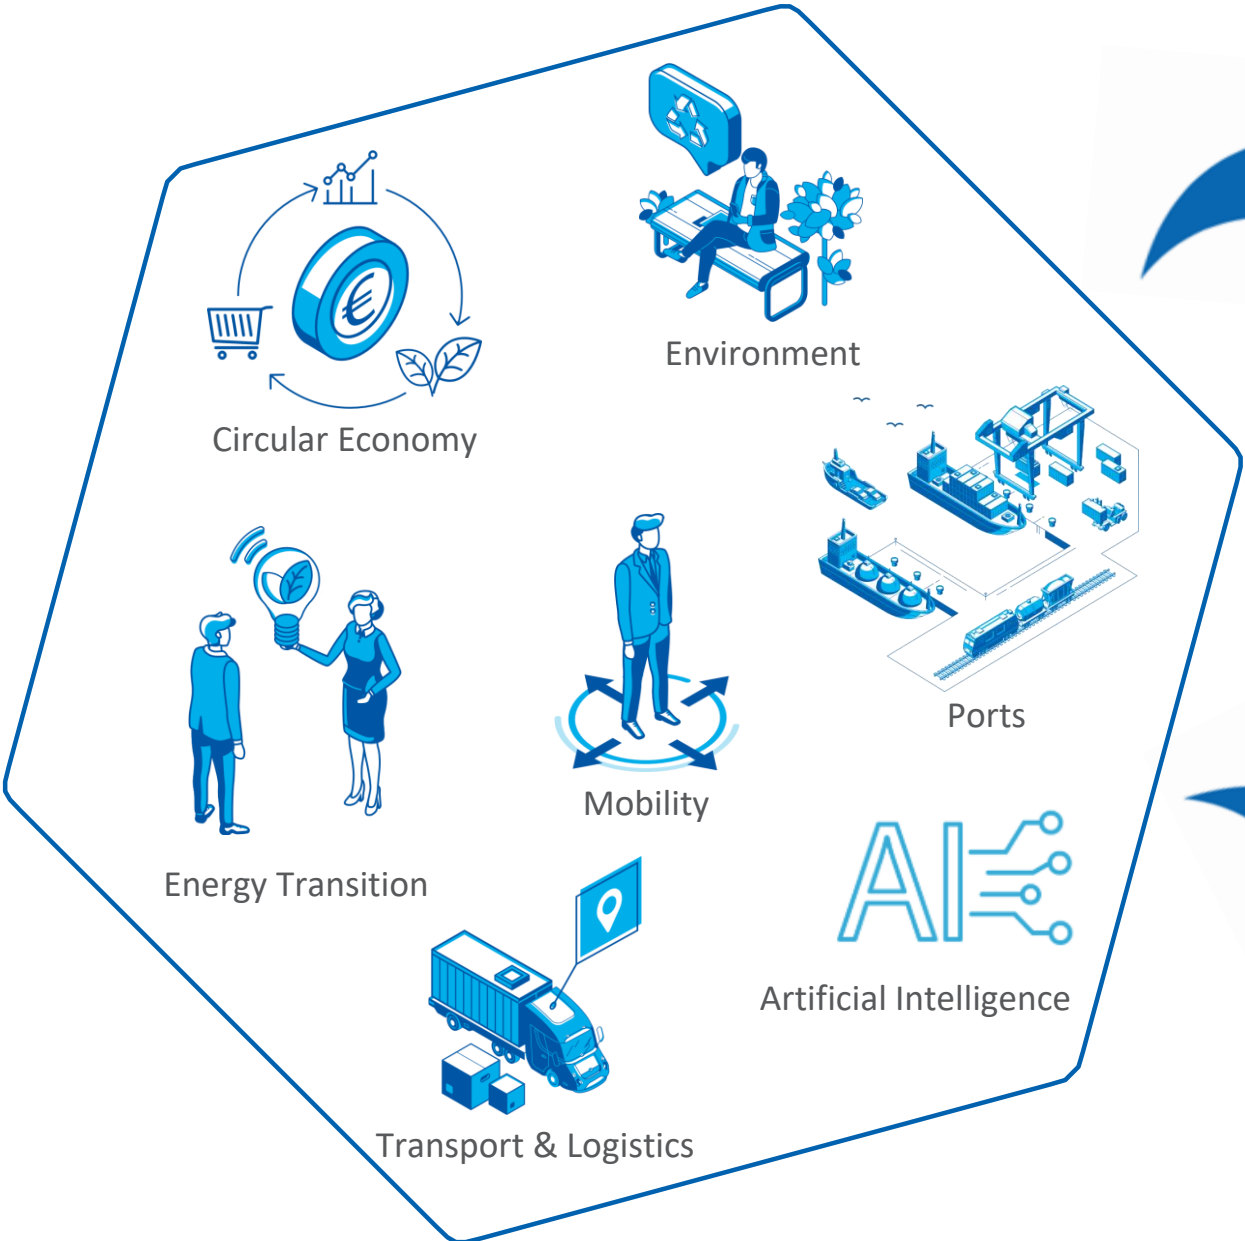 Environment
Circular Economy
Ports
Mobility
Energy Transition
AI
Artificial Intelligence
Transport & Logistics